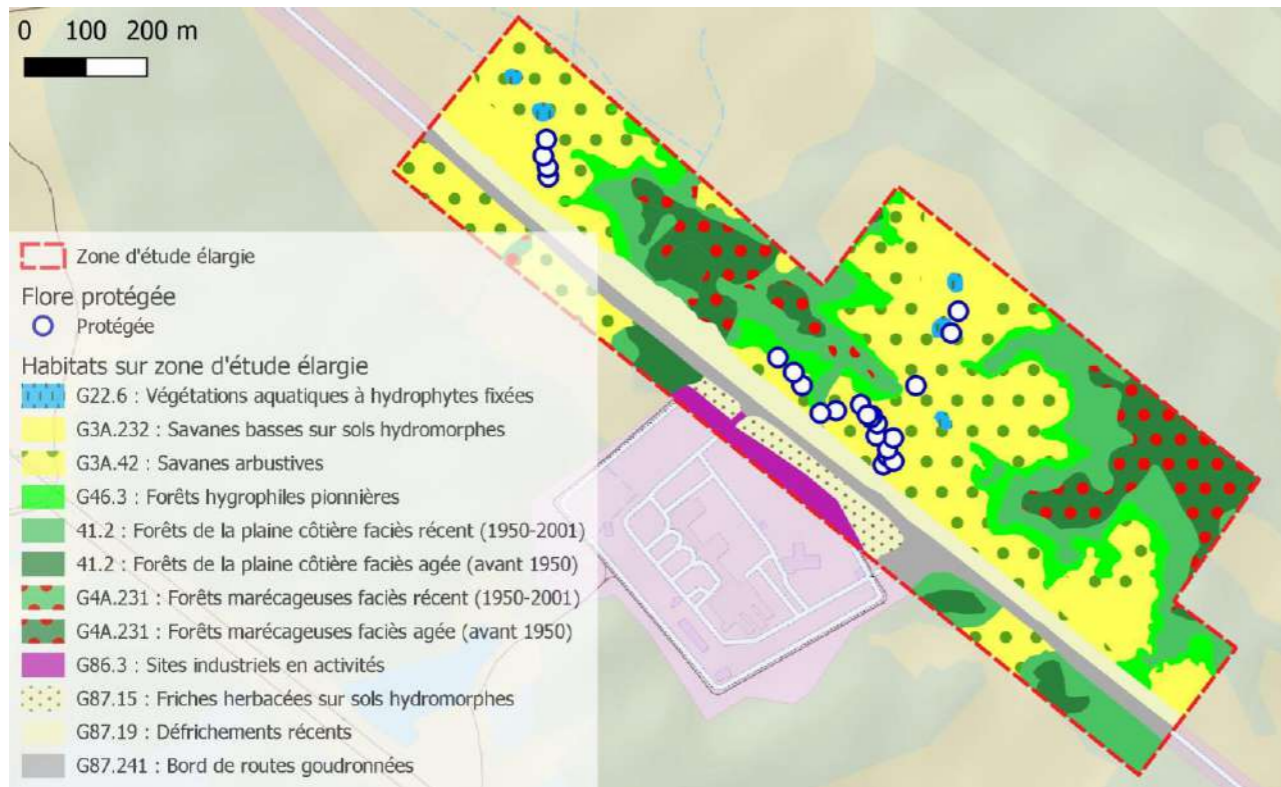 0 100 200 m
Zone d'étude élargie
Flore protégée
Protégée
Habitats sur zone d'étude élargie
G22.6 : Végétations aquatiques à hydrophytes fixées
G3A.232 : Savanes basses sur sols hydromorphes
G3A.42 : Savanes arbustives
G46.3 : Forêts hygrophiles pionnières
41.2 : Forêts de la plaine côtière faciès récent (1950-2001)
41.2 : Forêts de la plaine côtière faciès agée (avant 1950)
G4A.231 : Forêts marécageuses faciès récent (1950-2001)
G4A.231 : Forêts marécageuses faciès agée (avant 1950)
G86.3 : Sites industriels en activités
G87.15 : Friches herbacées sur sols hydromorphes
G87.19 : Défrichements récents
G87.241 : Bord de routes goudronnées